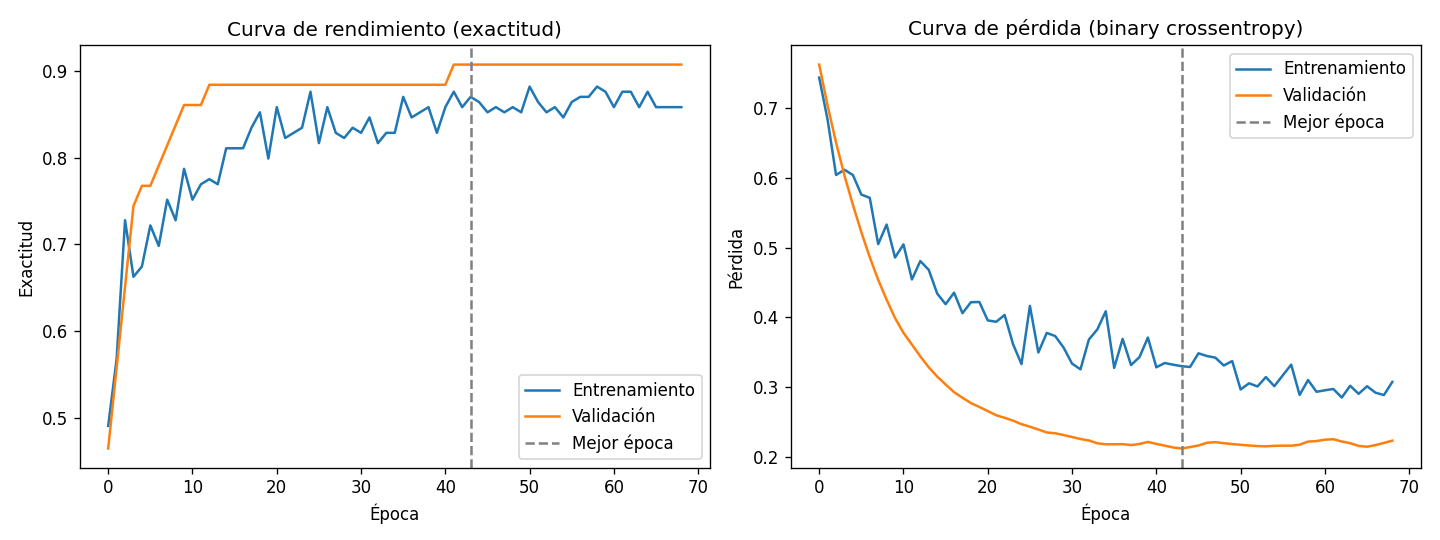 Curva de rendimiento (exactitud)
Exactitud
0.9
0.8
0.7
0.6
0.5
0 10 20 30 40 50 60 70
Época
Entrenamiento
Validación
Mejor época
Curva de pérdida (binary crossentropy)
Pérdida
0.7
0.6
0.5
0.4
0.3
0.2
0 10 20 30 40 50 60 70
Época
Entrenamiento
Validación
Mejor época